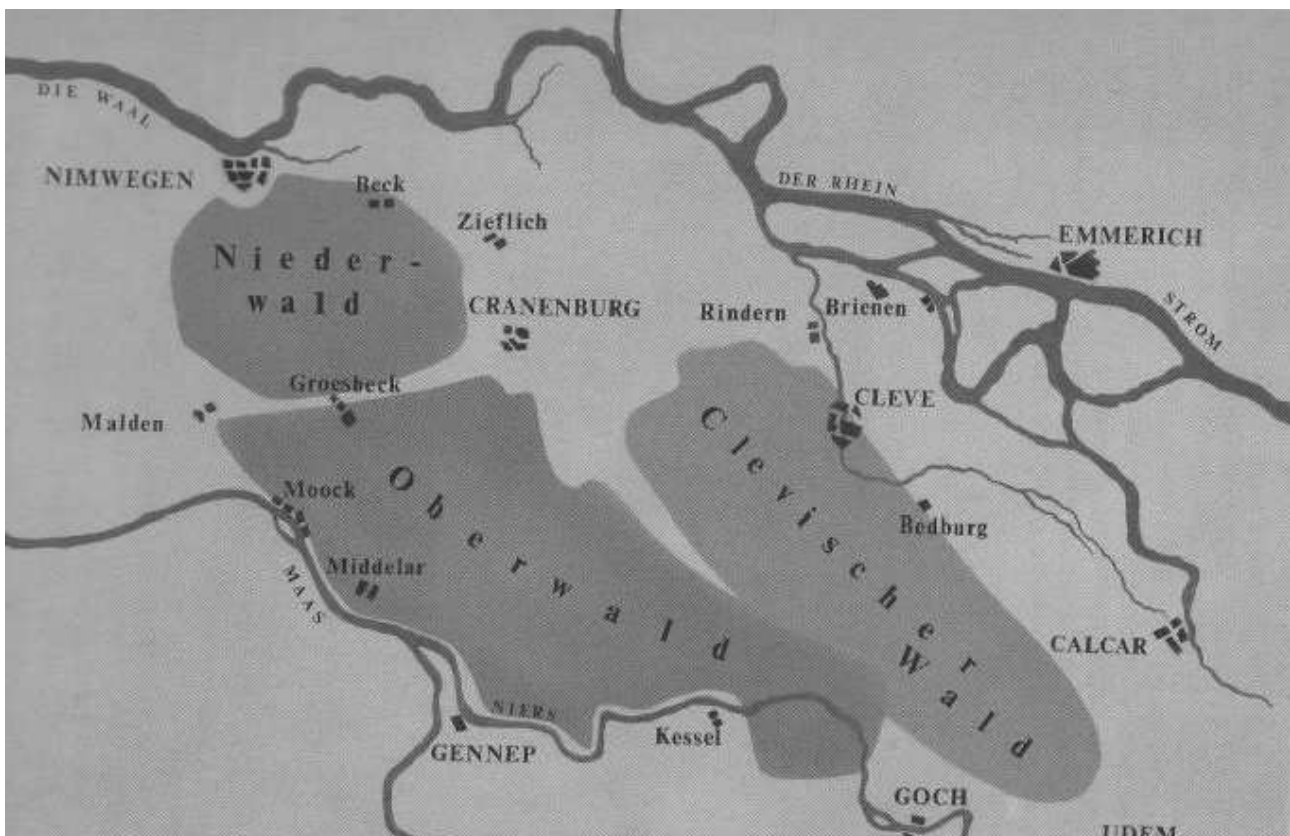 DIE WAAL
NIMWEGEN
Beck
Zieflich
DER RHEIN
EMMERICH
STROM
Nieder-
wald
CRANENBURG
Rindern
Brienen
Groesbeck
Malden
CLEVE
Clevischer
Wald
Oberwald
Moock
Bedburg
Middelar
MAAS
CALCAR
NIERS
GENNEP
Kessel
GOCH
UDEM